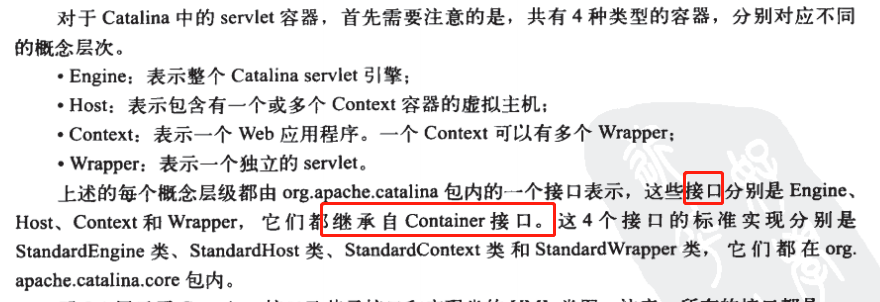 对于 Catalina 中的 servlet 容器，首先需要注意的是，共有 4 种类型的容器，分别对应不同
的概念层次。
• Engine：表示整个 Catalina servlet 引擎；
• Host：表示包含有一个或多个 Context 容器的虚拟主机；
• Context：表示一个 Web 应用程序。一个 Context 可以有多个 Wrapper；
• Wrapper：表示一个独立的 servlet。
上述的每个概念层级都由 org.apache.catalina 包内的一个接口表示，这些接口分别是 Engine、
Host、Context 和 Wrapper，它们都继承自 Container 接口。这 4 个接口的标准实现分别是
StandardEngine 类、StandardHost 类、StandardContext 类 和 StandardWrapper 类，它们都在 org.
apache.catalina.core 包内。